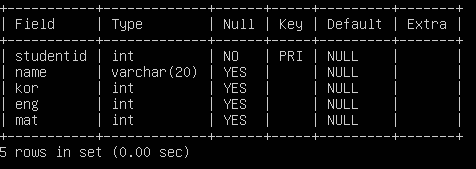 +-----------+-------------+------+-----+---------+-------+
| Field     | Type        | Null | Key | Default | Extra |
+-----------+-------------+------+-----+---------+-------+
| studentid | int         | NO   | PRI | NULL    |       |
| name      | varchar(20) | YES  |     | NULL    |       |
| kor       | int         | YES  |     | NULL    |       |
| eng       | int         | YES  |     | NULL    |       |
| mat       | int         | YES  |     | NULL    |       |
+-----------+-------------+------+-----+---------+-------+
5 rows in set (0.00 sec)